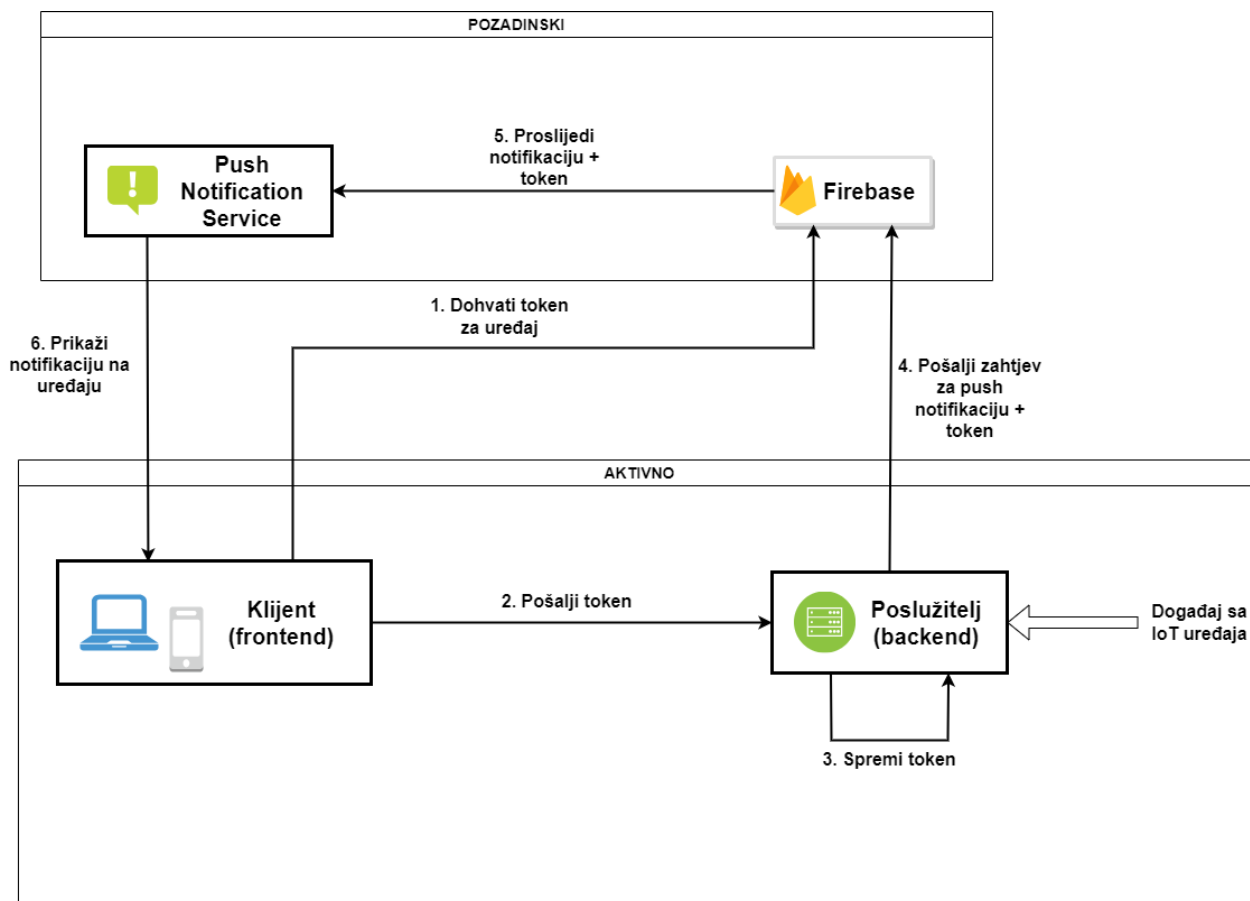 POZADINSKI
5. Proslijedi
notifikaciju +
token
Push
Notification
Service
Firebase
1. Dohvati token
za uređaj
6. Prikaži
notifikaciju na
uređaju
4. Pošalji zahtjev
za push
notifikaciju +
token
AKTIVNO
Klijent
(frontend)
2. Pošalji token
Poslužitelj
(backend)
Događaj sa
IoT uređaja
3. Spremi token